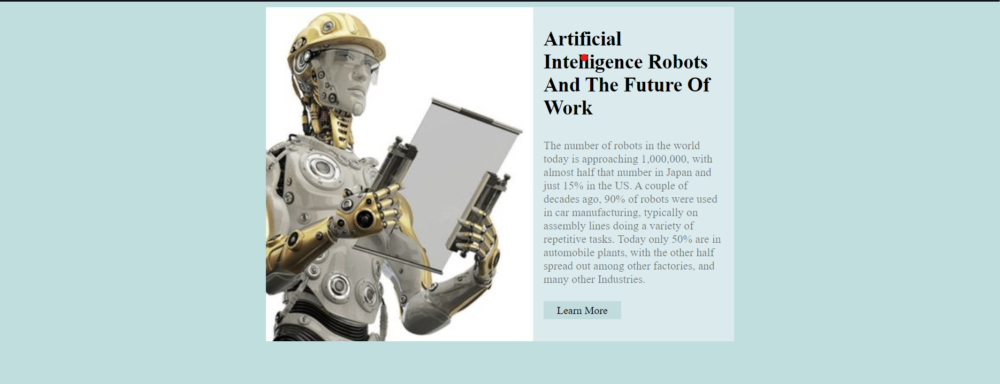 Artificial
Intelligence Robots
And The Future Of
Work
The number of robots in the world
today is approaching 1,000,000, with
almost half that number in Japan and
just 15% in the US. A couple of
decades ago, 90% of robots were used
in car manufacturing, typically on
assembly lines doing a variety of
repetitive tasks. Today only 50% are in
automobile plants, with the other half
spread out among other factories, and
many other Industries.
Learn More